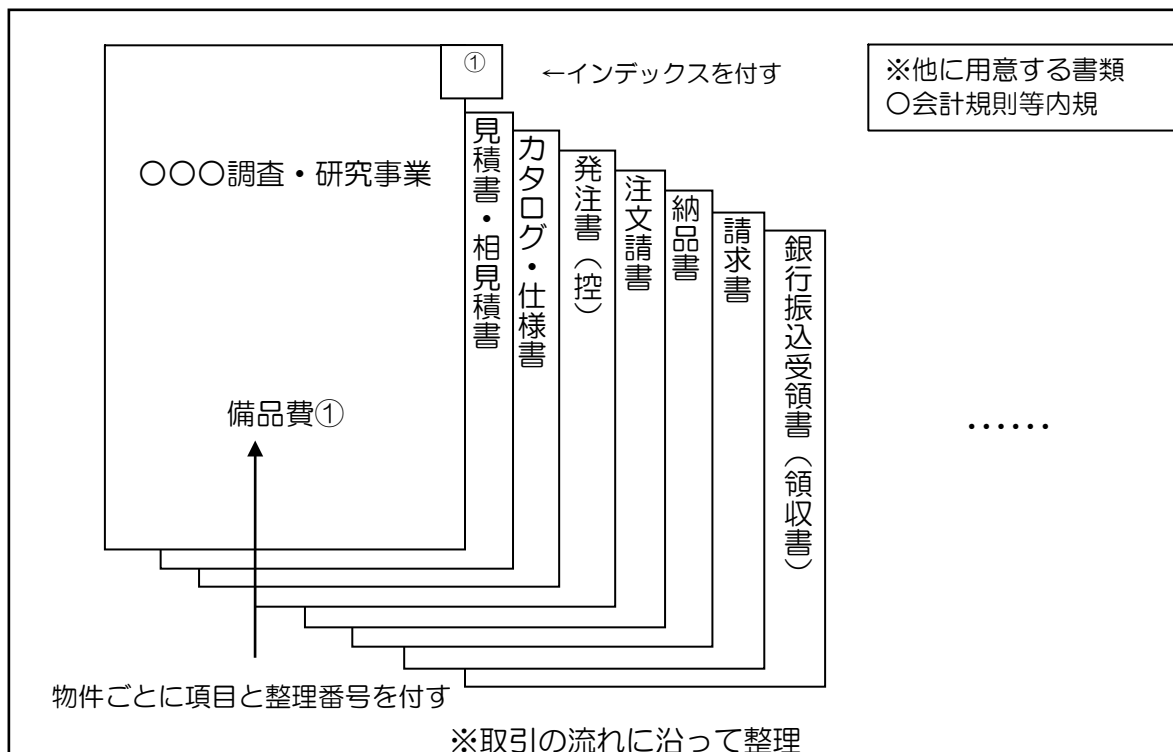 ①
←インデックスを付す
※他に用意する書類
○会計規則等内規
○○○調査・研究事業
見積書・相見積書
カタログ・仕様書
発注書（控）
注文請書
納品書
請求書
銀行振込受領書（領収書）
備品費①
……
物件ごとに項目と整理番号を付す
※取引の流れに沿って整理